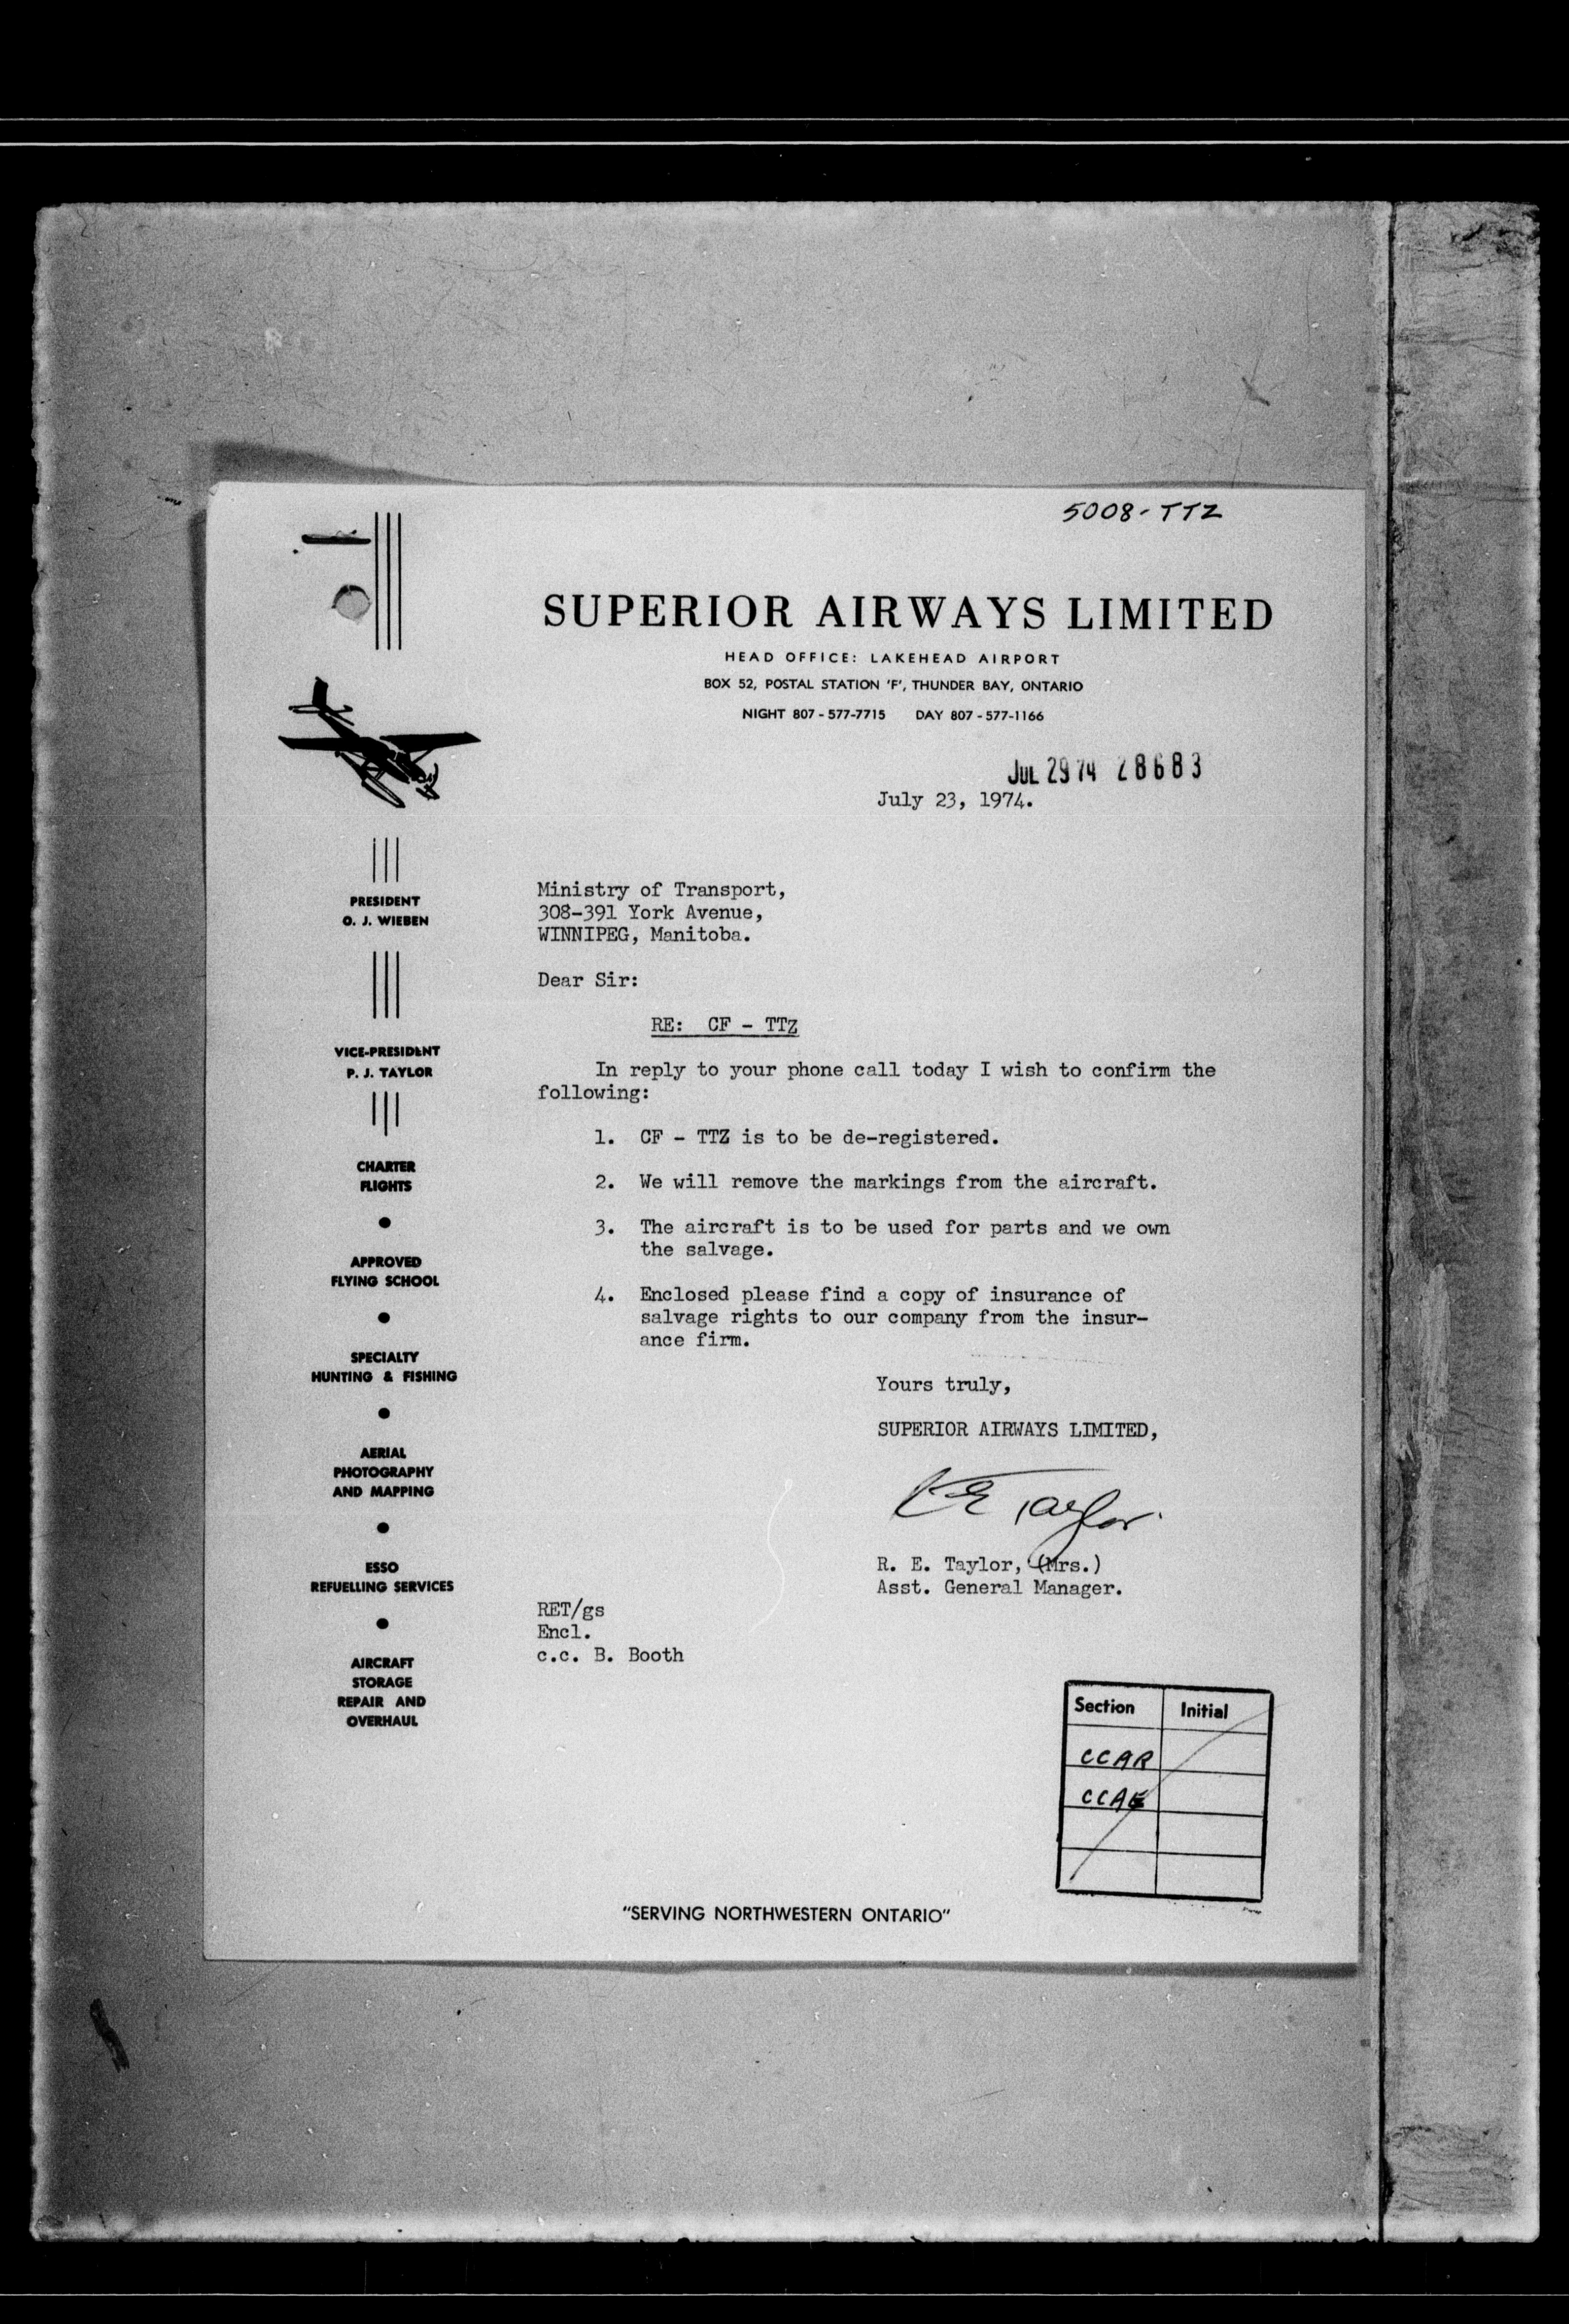 5008-TTZ
SUPERIOR AIRWAYS LIMITED
HEAD OFFICE: LAKEHEAD AIRPORT
BOX 52, POSTAL STATION 'F', THUNDER BAY, ONTARIO
NIGHT 807-577-7715 DAY 807-577-1166
JUL 29 74 28683
July 23, 1974.
PRESIDENT
O. J. WIEBEN
VICE-PRESIDENT
P. J. TAYLOR
CHARTER
FLIGHTS
APPROVED
FLYING SCHOOL
SPECIALTY
HUNTING & FISHING
AERIAL
PHOTOGRAPHY
AND MAPPING
ESSO
REFUELLING SERVICES
AIRCRAFT
STORAGE
REPAIR AND
OVERHAUL
Ministry of Transport,
308-391 York Avenue,
WINNIPEG, Manitoba.
Dear Sir:
RE: CF - TTZ
In reply to your phone call today I wish to confirm the
following:
1. CF - TTZ is to be de-registered.
2. We will remove the markings from the aircraft.
3. The aircraft is to be used for parts and we own
the salvage.
4. Enclosed please find a copy of insurance of
salvage rights to our company from the insur-
ance firm.
Yours truly,
SUPERIOR AIRWAYS LIMITED,
RE Taylor.
R. E. Taylor, (Mrs.)
Asst. General Manager.
RET/gs
Encl.
c.c. B. Booth
Section Initial
CCAR
CCAE
"SERVING NORTHWESTERN ONTARIO"